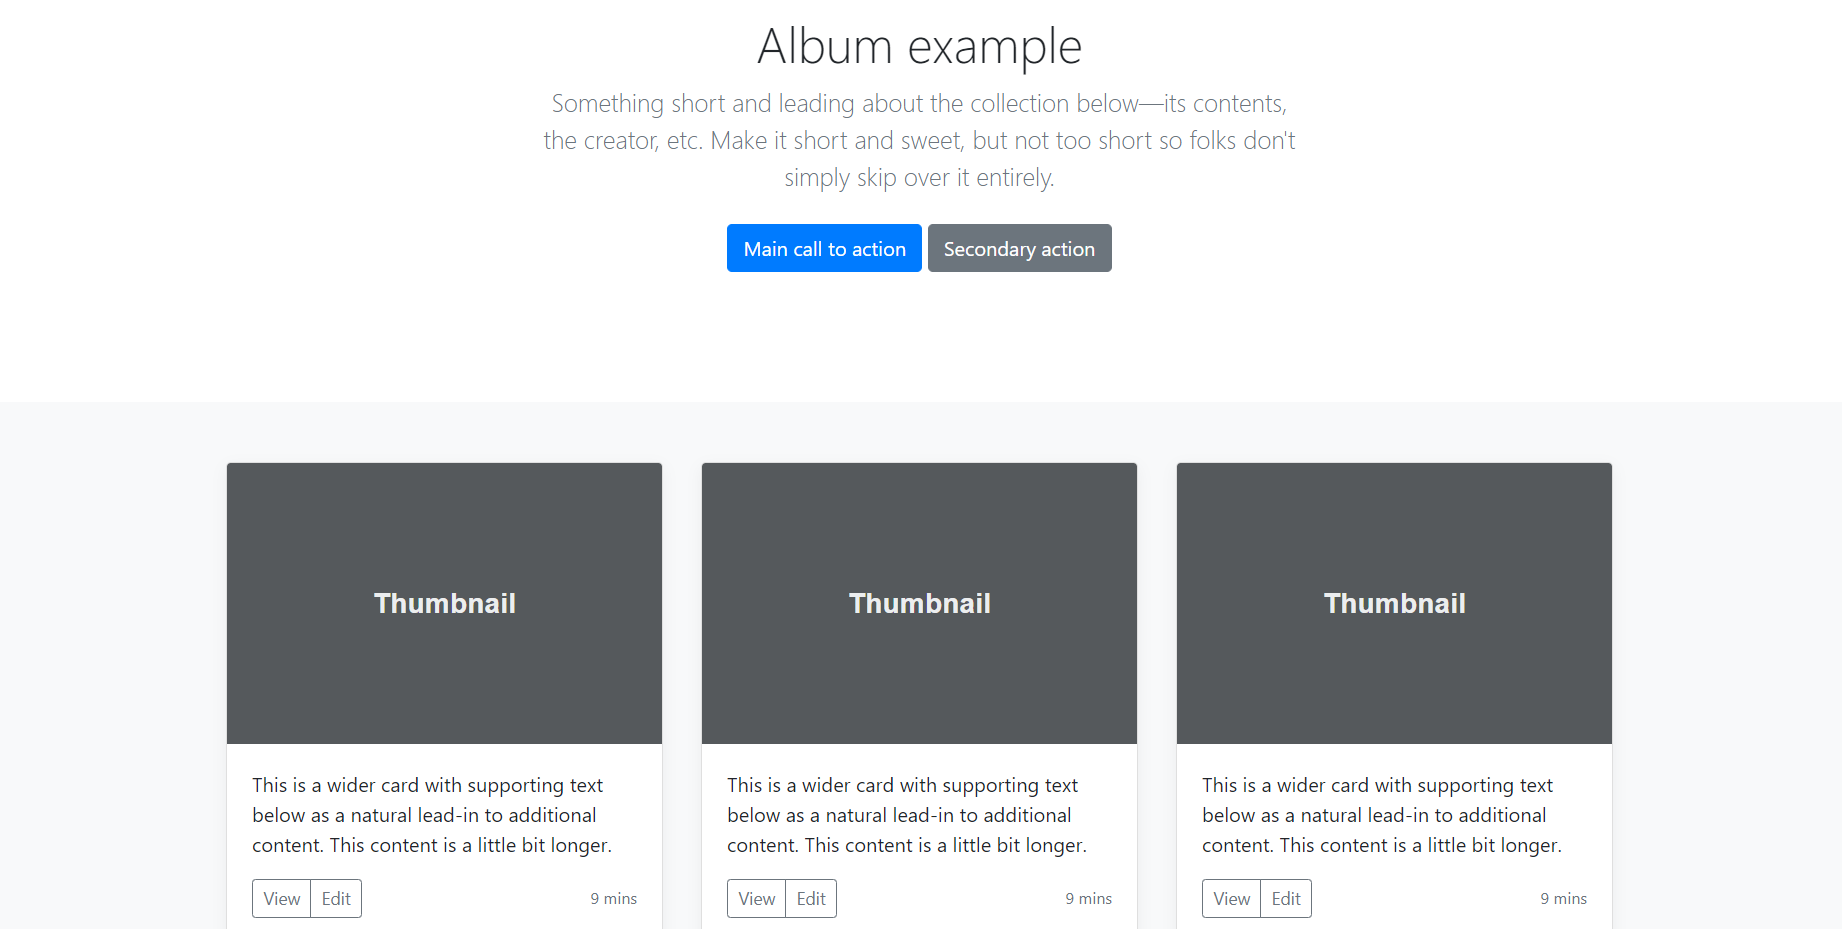 Album example
Something short and leading about the collection below—its contents,
the creator, etc. Make it short and sweet, but not too short so folks don't
simply skip over it entirely.
Main call to action
Secondary action
Thumbnail
This is a wider card with supporting text
below as a natural lead-in to additional
content. This content is a little bit longer.
View
Edit
9 mins
Thumbnail
This is a wider card with supporting text
below as a natural lead-in to additional
content. This content is a little bit longer.
View
Edit
9 mins
Thumbnail
This is a wider card with supporting text
below as a natural lead-in to additional
content. This content is a little bit longer.
View
Edit
9 mins